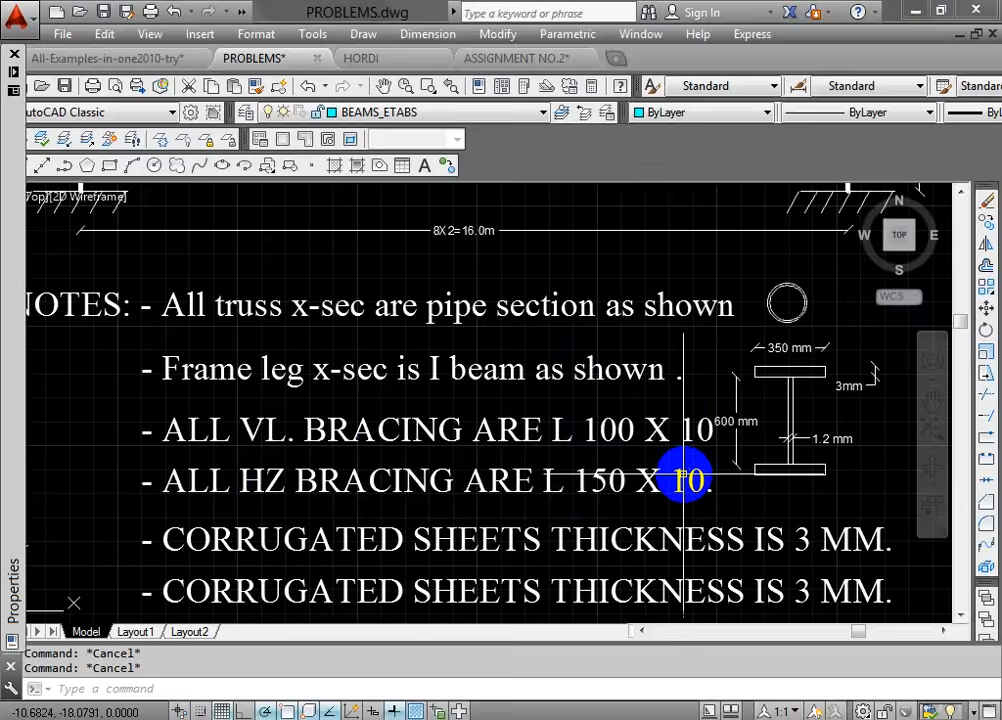 PROBLEMS.dwg
Type a keyword or phrase
Sign In
File Edit View Insert Format Tools Draw Dimension Modify Parametric Window Help Express
All-Examples-in-one2010-try* PROBLEMS* HORDI ASSIGNMENT NO.2*
Standard Standard Standard
utoCAD Classic BEAMS_ETABS ByLayer ByLayer
Top][2D Wireframe]
N
W TOP E
S
WCS
8X2=16.0m
NOTES: - All truss x-sec are pipe section as shown
350 mm
- Frame leg x-sec is I beam as shown .
3mm
600 mm
- ALL VL. BRACING ARE L 100 X 10
1.2 mm
- ALL HZ BRACING ARE L 150 X 10.
- CORRUGATED SHEETS THICKNESS IS 3 MM.
- CORRUGATED SHEETS THICKNESS IS 3 MM.
Properties
Model Layout1 Layout2
Command: *Cancel*
Command: *Cancel*
Type a command
-10.6824, -18.0791, 0.0000
1:1